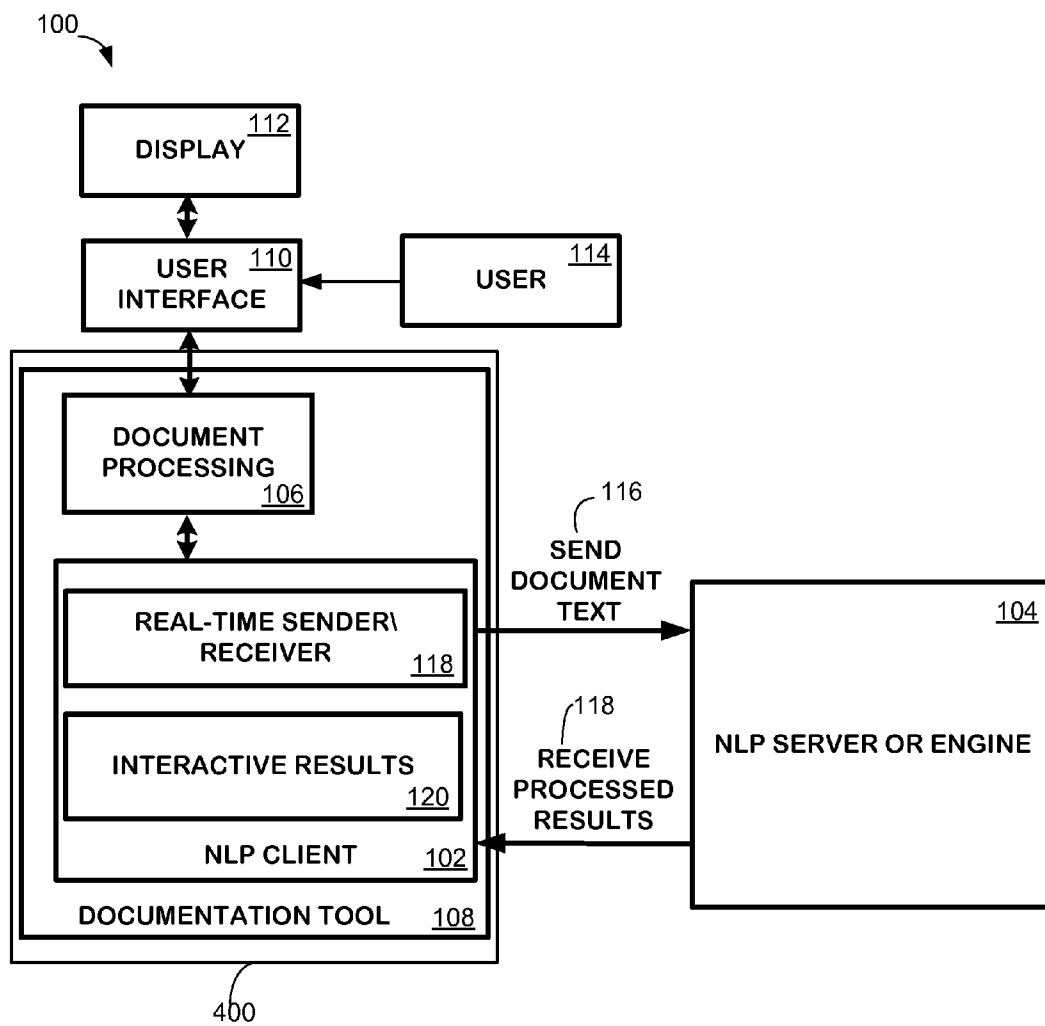 100
112
DISPLAY
110
USER
INTERFACE
114
USER
DOCUMENT
PROCESSING
106
116
SEND
DOCUMENT
TEXT
REAL-TIME SENDER\
RECEIVER
118
104
NLP SERVER OR ENGINE
118
RECEIVE
PROCESSED
RESULTS
INTERACTIVE RESULTS
120
NLP CLIENT 102
DOCUMENTATION TOOL 108
400